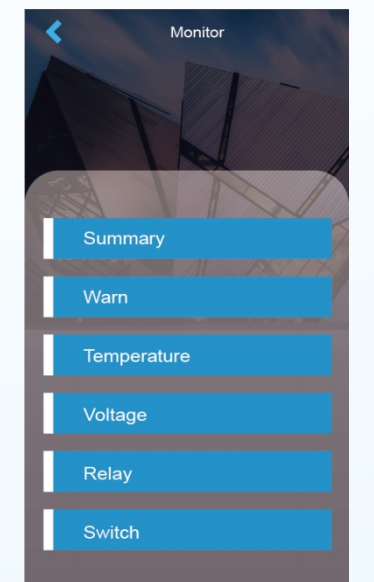 Monitor
Summary
Warn
Temperature
Voltage
Relay
Switch